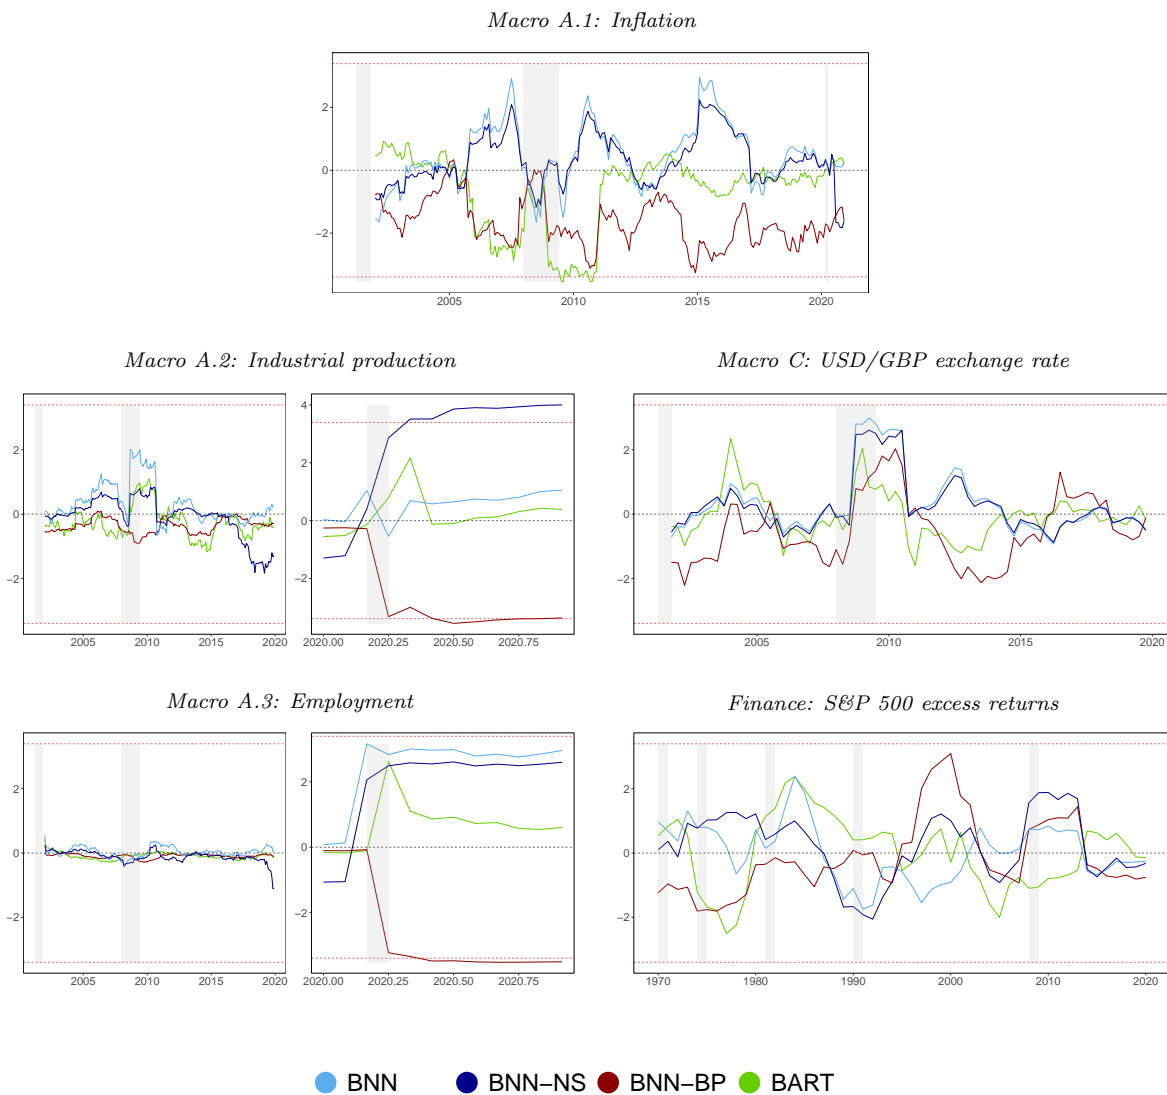 Macro A.1: Inflation
2
0
−2
2005 2010 2015 2020
Macro A.2: Industrial production
2
0
−2
2005 2010 2015 2020
4
2
0
−2
2020.00 2020.25 2020.50 2020.75
Macro C: USD/GBP exchange rate
2
0
−2
2005 2010 2015 2020
Macro A.3: Employment
2
0
−2
2005 2010 2015 2020
2
0
−2
2020.00 2020.25 2020.50 2020.75
Finance: S&P 500 excess returns
2
0
−2
1970 1980 1990 2000 2010 2020
BNN BNN−NS BNN−BP BART